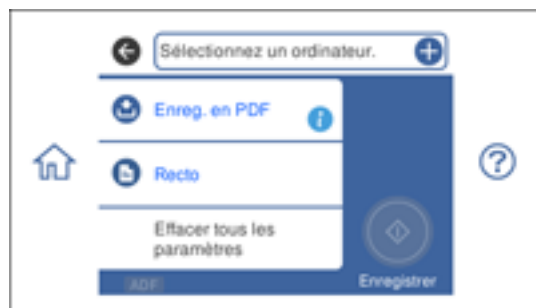 Sélectionnez un ordinateur.
Enreg. en PDF
i
Recto
Effacer tous les
paramètres
ADF
Enregistrer
?